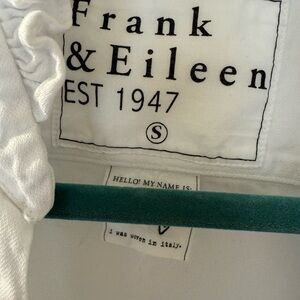 Frank
& Eileen
EST 1947
S
HELLO! MY NAME IS:
i was woven in italy.